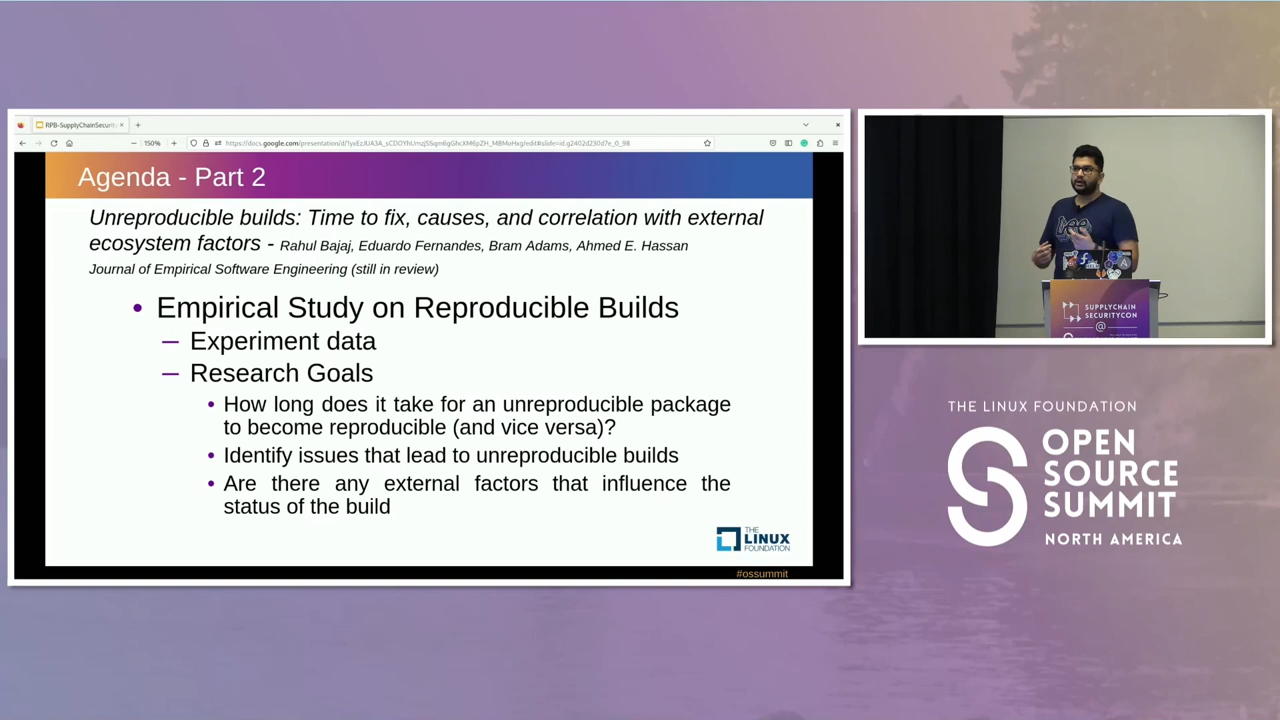 RPB-SupplyChainSecurity
150%
Agenda - Part 2
Unreproducible builds: Time to fix, causes, and correlation with external
ecosystem factors - Rahul Bajaj, Eduardo Fernandes, Bram Adams, Ahmed E. Hassan
Journal of Empirical Software Engineering (still in review)
• Empirical Study on Reproducible Builds
– Experiment data
– Research Goals
• How long does it take for an unreproducible package
to become reproducible (and vice versa)?
• Identify issues that lead to unreproducible builds
• Are there any external factors that influence the
status of the build
THE
LINUX
FOUNDATION
#ossummit
SUPPLYCHAIN
SECURITYCON
@
THE LINUX FOUNDATION
OPEN
SOURCE
SUMMIT
NORTH AMERICA